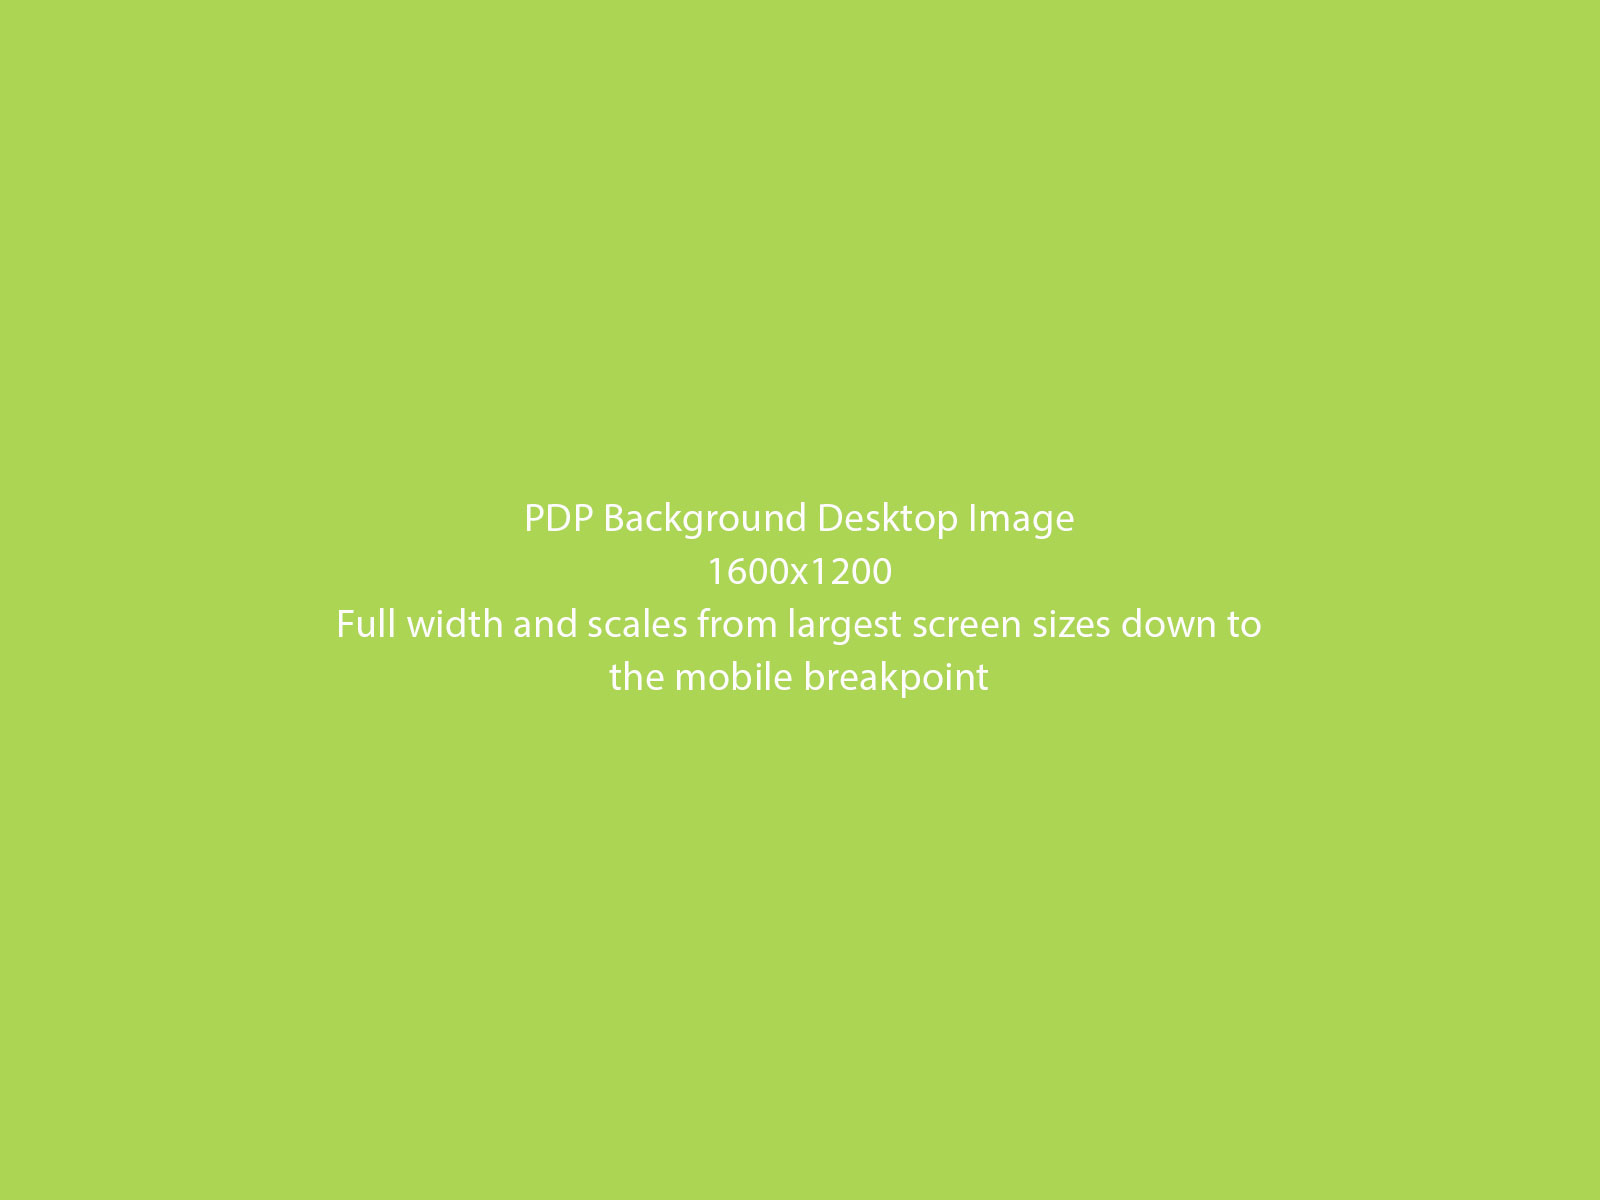 PDP Background Desktop Image
1600x1200
Full width and scales from largest screen sizes down to
the mobile breakpoint